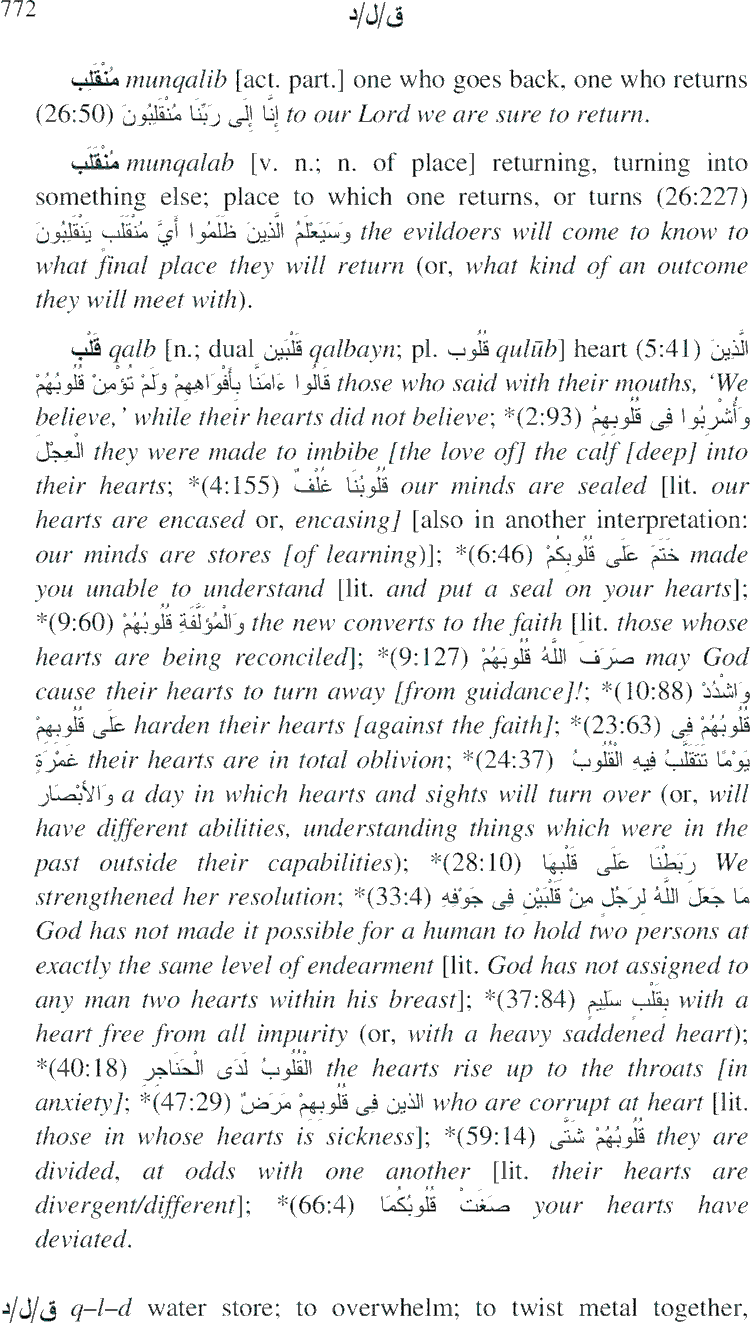 772 ق/ل/د
مُنْقَلِب munqalib [act. part.] one who goes back, one who returns
(26:50) إِنَّا إِلَى رَبِّنَا مُنْقَلِبُونَ to our Lord we are sure to return.
مُنْقَلَب munqalab [v. n.; n. of place] returning, turning into
something else; place to which one returns, or turns (26:227)
وَسَيَعْلَمُ الَّذِينَ ظَلَمُوا أَيَّ مُنْقَلَبٍ يَنْقَلِبُونَ the evildoers will come to know to
what final place they will return (or, what kind of an outcome
they will meet with).
قَلْب qalb [n.; dual قَلْبَين qalbayn; pl. قُلُوب qulūb] heart (5:41) الَّذِينَ
قَالُوا ءَامَنَّا بِأَفْوَاهِهِمْ وَلَمْ تُؤْمِنْ قُلُوبُهُمْ those who said with their mouths, ‘We
believe,’ while their hearts did not believe; *(2:93) وَأُشْرِبُوا فِى قُلُوبِهِمُ
الْعِجْلَ they were made to imbibe [the love of] the calf [deep] into
their hearts; *(4:155) قُلُوبُنَا غُلْفٌ our minds are sealed [lit. our
hearts are encased or, encasing] [also in another interpretation:
our minds are stores [of learning)]; *(6:46) خَتَمَ عَلَى قُلُوبِكُمْ made
you unable to understand [lit. and put a seal on your hearts];
*(9:60) وَالْمُؤَلَّفَةِ قُلُوبُهُمْ the new converts to the faith [lit. those whose
hearts are being reconciled]; *(9:127) صَرَفَ اللَّهُ قُلُوبَهُمْ may God
cause their hearts to turn away [from guidance]!; *(10:88) وَاشْدُدْ
عَلَى قُلُوبِهِمْ harden their hearts [against the faith]; *(23:63) قُلُوبُهُمْ فِى
غَمْرَةٍ their hearts are in total oblivion; *(24:37) يَوْمًا تَتَقَلَّبُ فِيهِ الْقُلُوبُ
وَالأَبْصَار a day in which hearts and sights will turn over (or, will
have different abilities, understanding things which were in the
past outside their capabilities); *(28:10) رَبَطْنَا عَلَى قَلْبِهَا We
strengthened her resolution; *(33:4) مَا جَعَلَ اللَّهُ لِرَجُلٍ مِنْ قَلْبَيْنِ فِى جَوْفِهِ
God has not made it possible for a human to hold two persons at
exactly the same level of endearment [lit. God has not assigned to
any man two hearts within his breast]; *(37:84) بِقَلْبٍ سَلِيمٍ with a
heart free from all impurity (or, with a heavy saddened heart);
*(40:18) الْقُلُوبُ لَدَى الْحَنَاجِرِ the hearts rise up to the throats [in
anxiety]; *(47:29) الذين فِى قُلُوبِهِمْ مَرَضٌ who are corrupt at heart [lit.
those in whose hearts is sickness]; *(59:14) قُلُوبُهُمْ شَتَّى they are
divided, at odds with one another [lit. their hearts are
divergent/different]; *(66:4) صَغَتْ قُلُوبُكُمَا your hearts have
deviated.
ق/ل/د q–l–d water store; to overwhelm; to twist metal together,